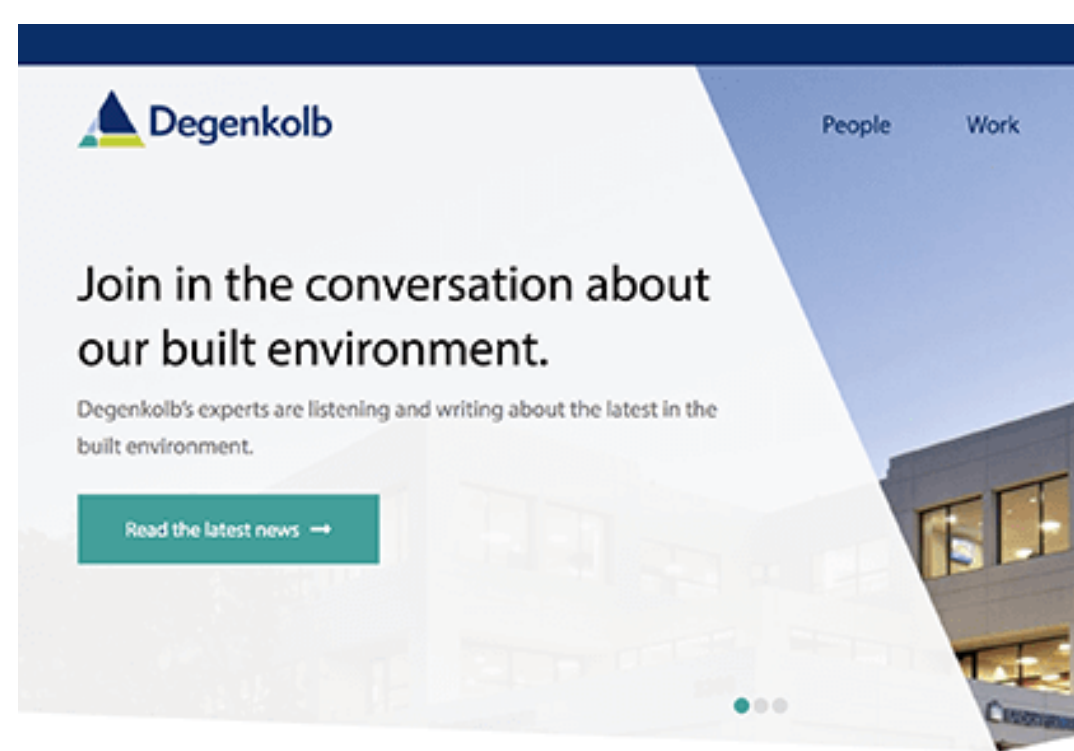 Degenkolb
People
Work
Join in the conversation about
our built environment.
Degenkolb's experts are listening and writing about the latest in the
built environment.
Read the latest news →